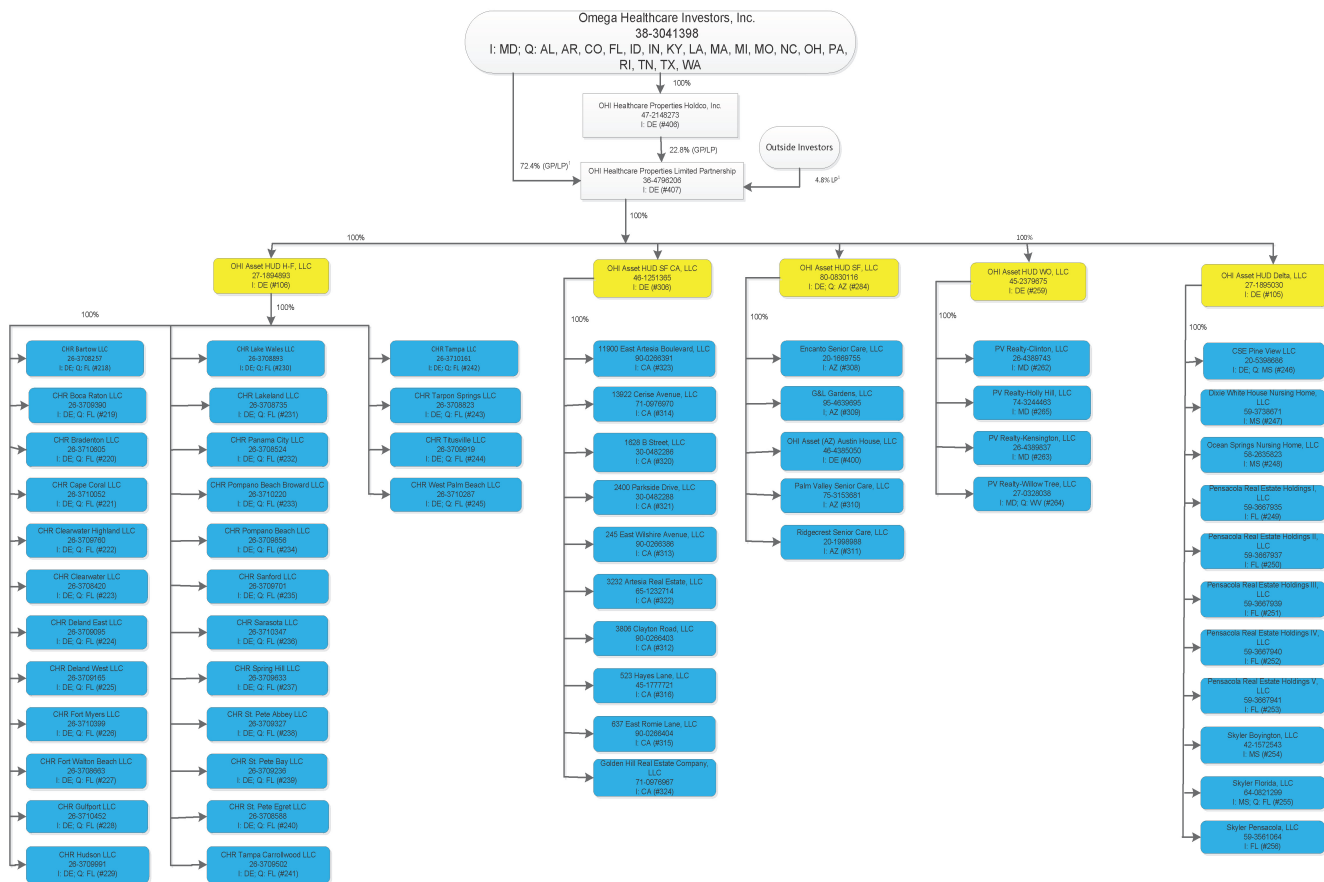 Omega Healthcare Investors, Inc.
38-3041398
I: MD; Q: AL, AR, CO, FL, ID, IN, KY, LA, MA, MI, MO, NC, OH, PA,
RI, TN, TX, WA
100%
OHI Healthcare Properties Holdco, Inc.
47-2148273
I: DE (#406)
72.4% (GP/LP)¹
22.8% (GP/LP)
Outside Investors
4.8% LP¹
OHI Healthcare Properties Limited Partnership
36-4796206
I: DE (#407)
100%
100%
100%
OHI Asset HUD H-F, LLC
27-1894893
I: DE (#106)
100%
100%
100%
100%
CHR Bartow LLC
26-3708257
I: DE; Q: FL (#218)
CHR Boca Raton LLC
26-3709390
I: DE; Q: FL (#219)
CHR Bradenton LLC
26-3710605
I: DE; Q: FL (#220)
CHR Cape Coral LLC
26-3710052
I: DE; Q: FL (#221)
CHR Clearwater Highland LLC
26-3709760
I: DE; Q: FL (#222)
CHR Clearwater LLC
26-3708420
I: DE; Q: FL (#223)
CHR Deland East LLC
26-3709095
I: DE; Q: FL (#224)
CHR Deland West LLC
26-3709165
I: DE; Q: FL (#225)
CHR Fort Myers LLC
26-3710399
I: DE; Q: FL (#226)
CHR Fort Walton Beach LLC
26-3708663
I: DE; Q: FL (#227)
CHR Gulfport LLC
26-3710452
I: DE; Q: FL (#228)
CHR Hudson LLC
26-3709991
I: DE; Q: FL (#229)
CHR Lake Wales LLC
26-3708893
I: DE; Q: FL (#230)
CHR Lakeland LLC
26-3708735
I: DE; Q: FL (#231)
CHR Panama City LLC
26-3708524
I: DE; Q: FL (#232)
CHR Pompano Beach Broward LLC
26-3710220
I: DE; Q: FL (#233)
CHR Pompano Beach LLC
26-3709856
I: DE; Q: FL (#234)
CHR Sanford LLC
26-3709701
I: DE; Q: FL (#235)
CHR Sarasota LLC
26-3710347
I: DE; Q: FL (#236)
CHR Spring Hill LLC
26-3709633
I: DE; Q: FL (#237)
CHR St. Pete Abbey LLC
26-3709327
I: DE; Q: FL (#238)
CHR St. Pete Bay LLC
26-3709236
I: DE; Q: FL (#239)
CHR St. Pete Egret LLC
26-3708588
I: DE; Q: FL (#240)
CHR Tampa Carrollwood LLC
26-3709502
I: DE; Q: FL (#241)
CHR Tampa LLC
26-3710161
I: DE; Q: FL (#242)
CHR Tarpon Springs LLC
26-3708823
I: DE; Q: FL (#243)
CHR Titusville LLC
26-3709919
I: DE; Q: FL (#244)
CHR West Palm Beach LLC
26-3710287
I: DE; Q: FL (#245)
OHI Asset HUD SF CA, LLC
46-1251365
I: DE (#306)
100%
11900 East Artesia Boulevard, LLC
90-0266391
I: CA (#323)
13922 Cerise Avenue, LLC
71-0976970
I: CA (#314)
1628 B Street, LLC
30-0482286
I: CA (#320)
2400 Parkside Drive, LLC
30-0482288
I: CA (#321)
245 East Wilshire Avenue, LLC
90-0266386
I: CA (#313)
3232 Artesia Real Estate, LLC
65-1232714
I: CA (#322)
3806 Clayton Road, LLC
90-0266403
I: CA (#312)
523 Hayes Lane, LLC
45-1777721
I: CA (#316)
637 East Romie Lane, LLC
90-0266404
I: CA (#315)
Golden Hill Real Estate Company,
LLC
71-0976967
I: CA (#324)
OHI Asset HUD SF, LLC
80-0830116
I: DE; Q: AZ (#284)
100%
Encanto Senior Care, LLC
20-1669755
I: AZ (#308)
G&L Gardens, LLC
95-4639695
I: AZ (#309)
OHI Asset (AZ) Austin House, LLC
46-4385050
I: DE (#400)
Palm Valley Senior Care, LLC
75-3153681
I: AZ (#310)
Ridgecrest Senior Care, LLC
20-1998988
I: AZ (#311)
OHI Asset HUD WO, LLC
45-2379675
I: DE (#259)
100%
PV Realty-Clinton, LLC
26-4389743
I: MD (#262)
PV Realty-Holly Hill, LLC
74-3244463
I: MD (#265)
PV Realty-Kensington, LLC
26-4389837
I: MD (#263)
PV Realty-Willow Tree, LLC
27-0328038
I: MD, Q: WV (#264)
OHI Asset HUD Delta, LLC
27-1895030
I: DE (#105)
100%
CSE Pine View LLC
20-5398686
I: DE, Q: MS (#246)
Dixie White House Nursing Home,
LLC
59-3738671
I: MS (#247)
Ocean Springs Nursing Home, LLC
58-2635823
I: MS (#248)
Pensacola Real Estate Holdings I,
LLC
59-3667935
I: FL (#249)
Pensacola Real Estate Holdings II,
LLC
59-3667937
I: FL (#250)
Pensacola Real Estate Holdings III,
LLC
59-3667939
I: FL (#251)
Pensacola Real Estate Holdings IV,
LLC
59-3667940
I: FL (#252)
Pensacola Real Estate Holdings V,
LLC
59-3667941
I: FL (#253)
Skyler Boyington, LLC
42-1572543
I: MS (#254)
Skyler Florida, LLC
64-0821299
I: MS; Q: FL (#255)
Skyler Pensacola, LLC
59-3561064
I: FL (#256)